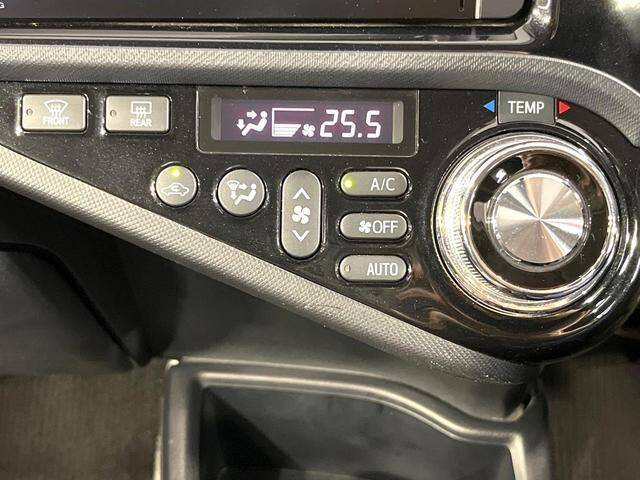 FRONT
REAR
25.5
TEMP
A/C
OFF
AUTO